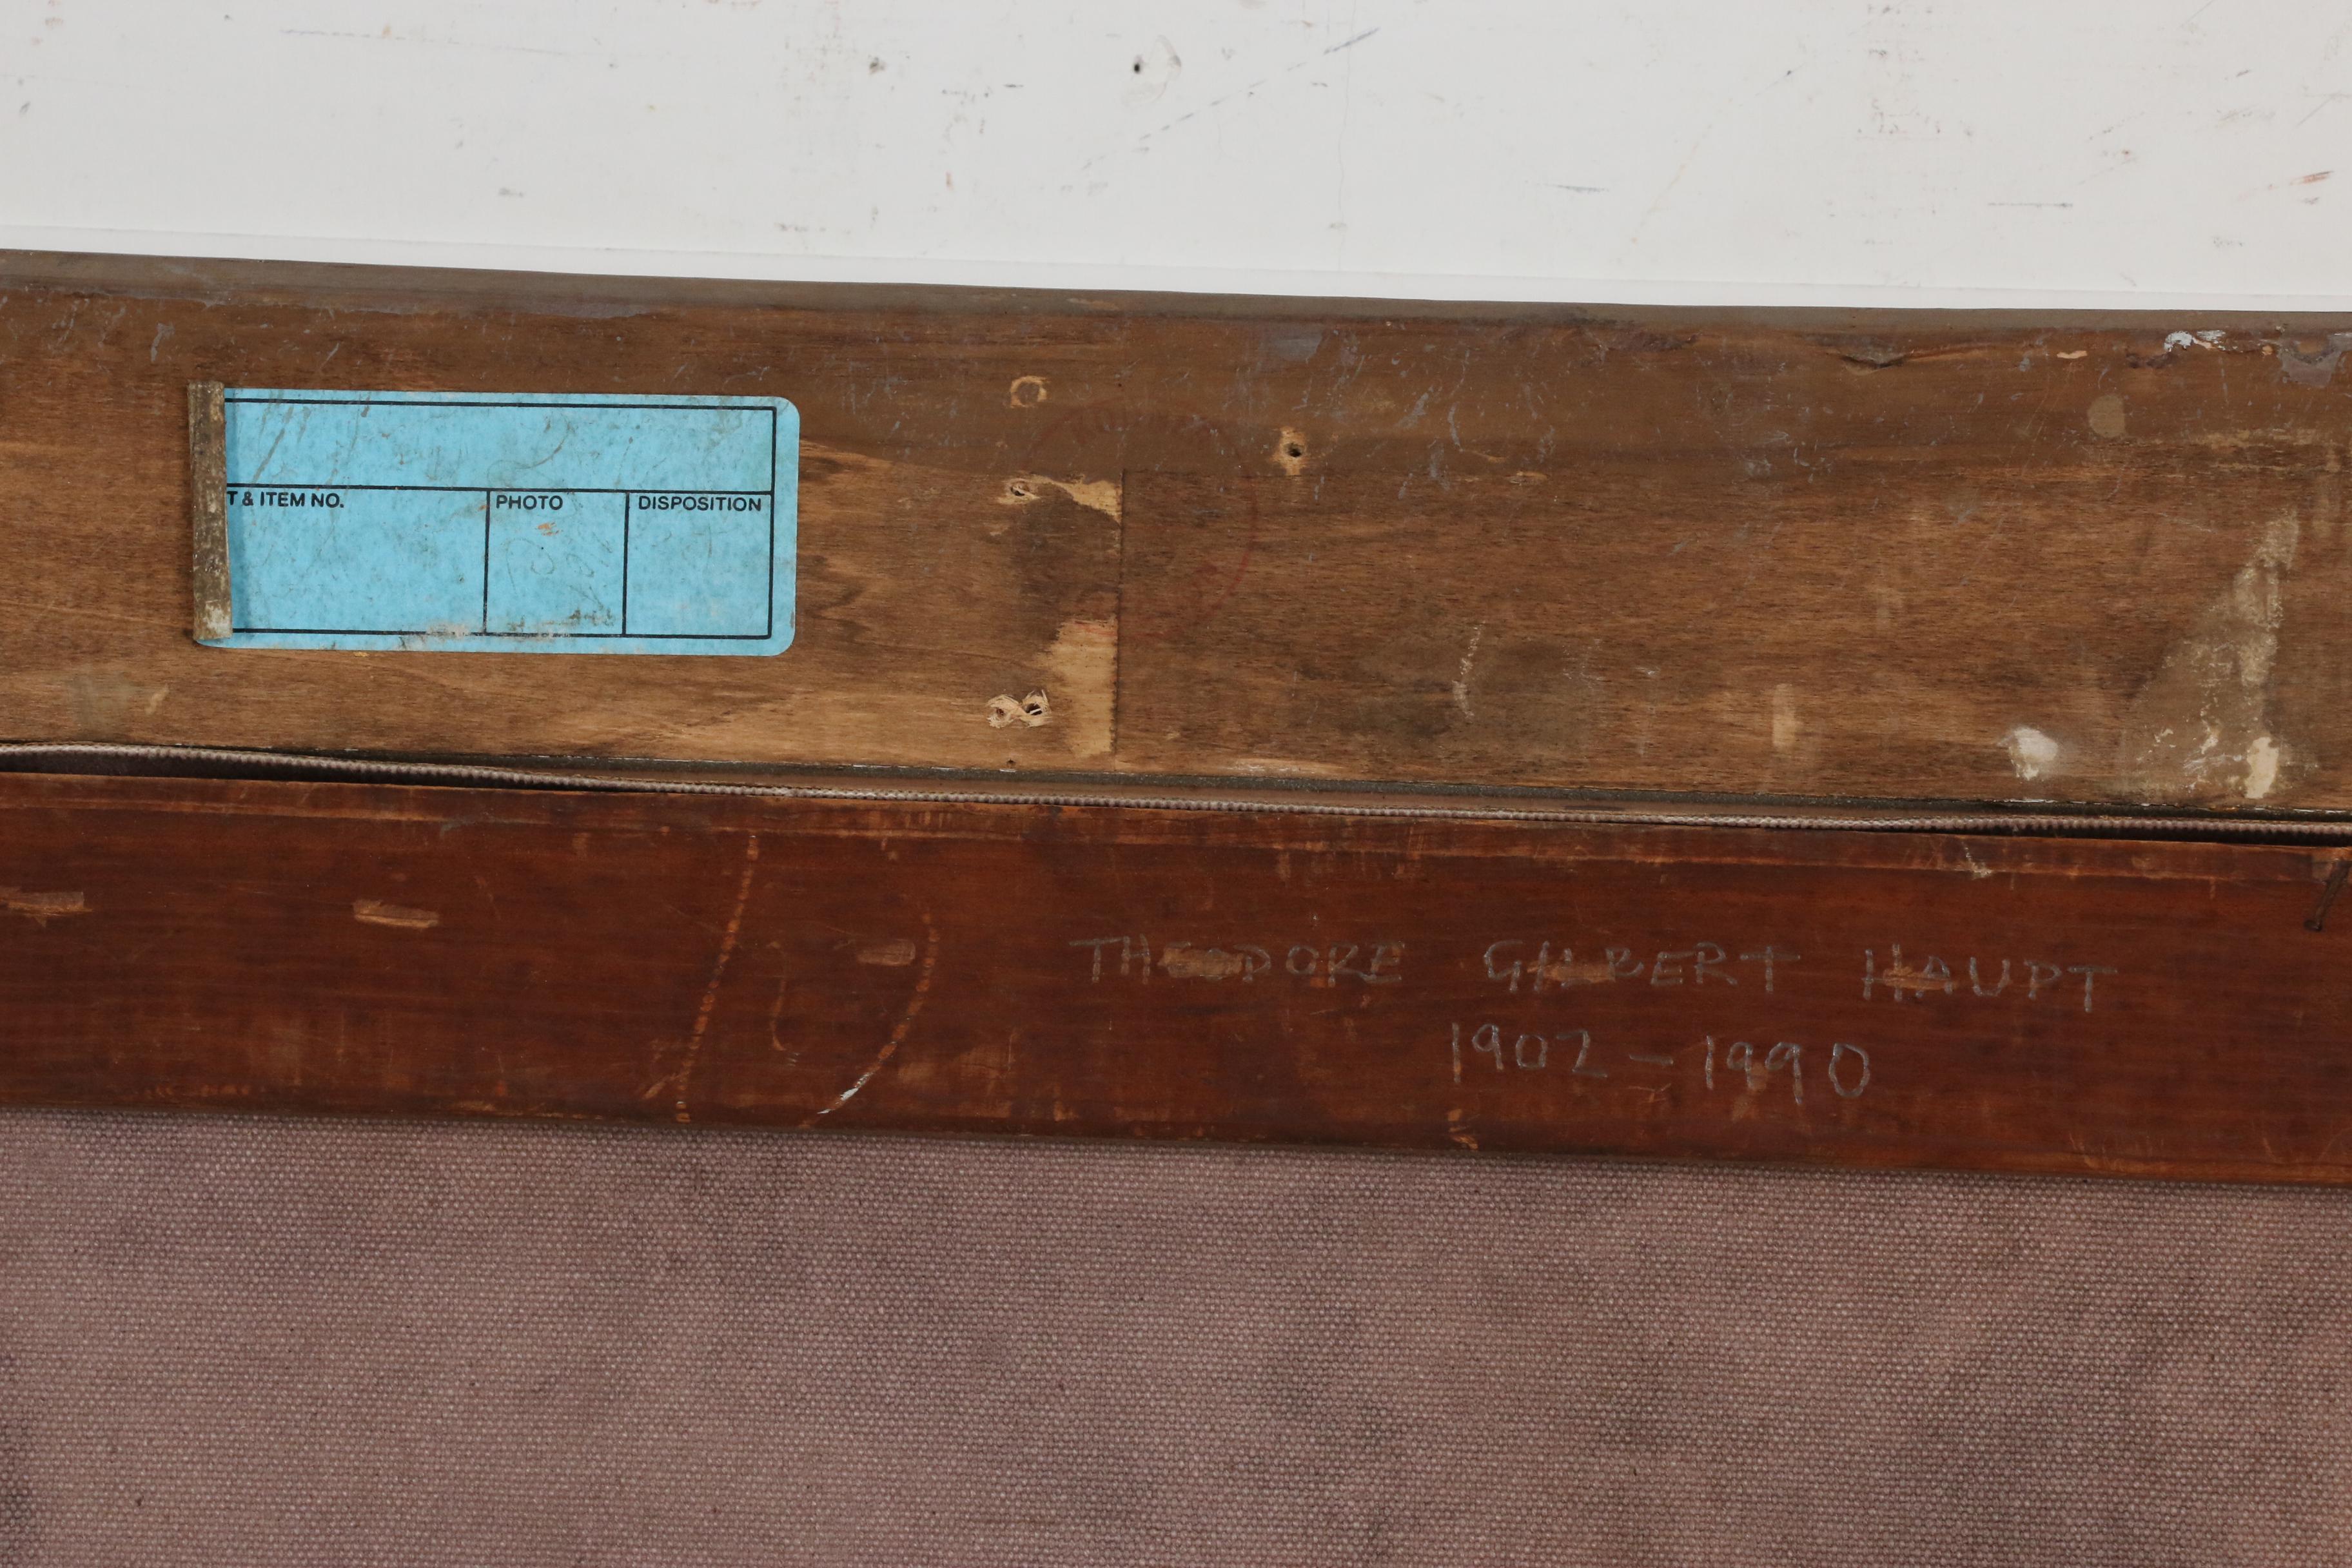 T & ITEM NO. PHOTO DISPOSITION
THEODORE GILBERT HAUPT
1902-1990